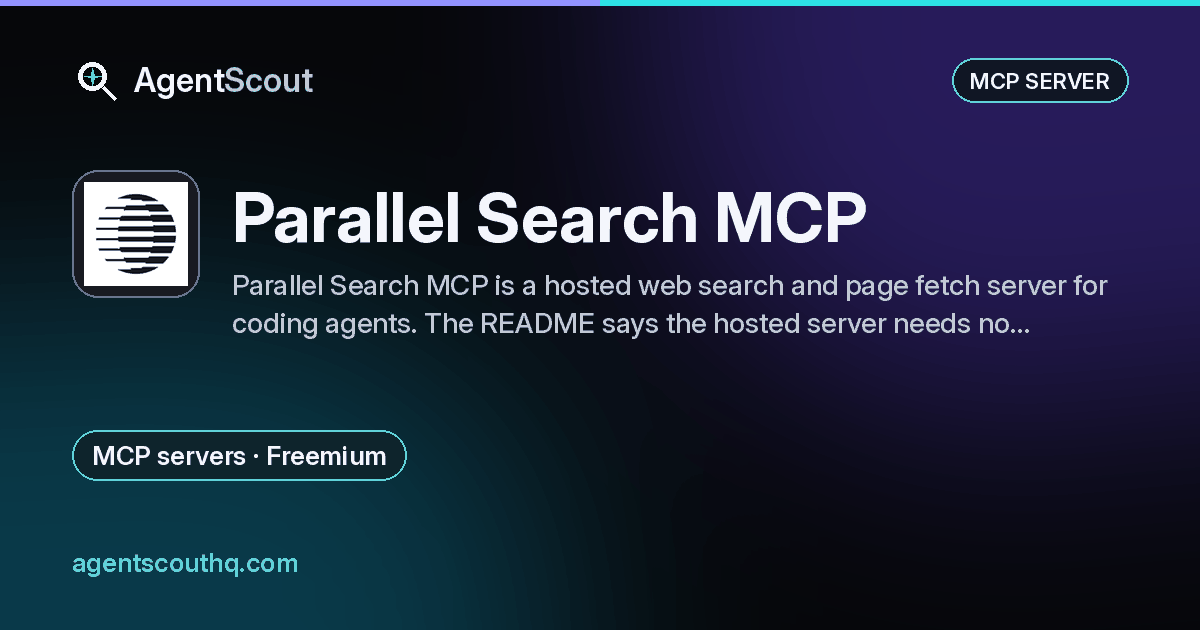 AgentScout
MCP SERVER
Parallel Search MCP
Parallel Search MCP is a hosted web search and page fetch server for
coding agents. The README says the hosted server needs no...
MCP servers · Freemium
agentscouthq.com